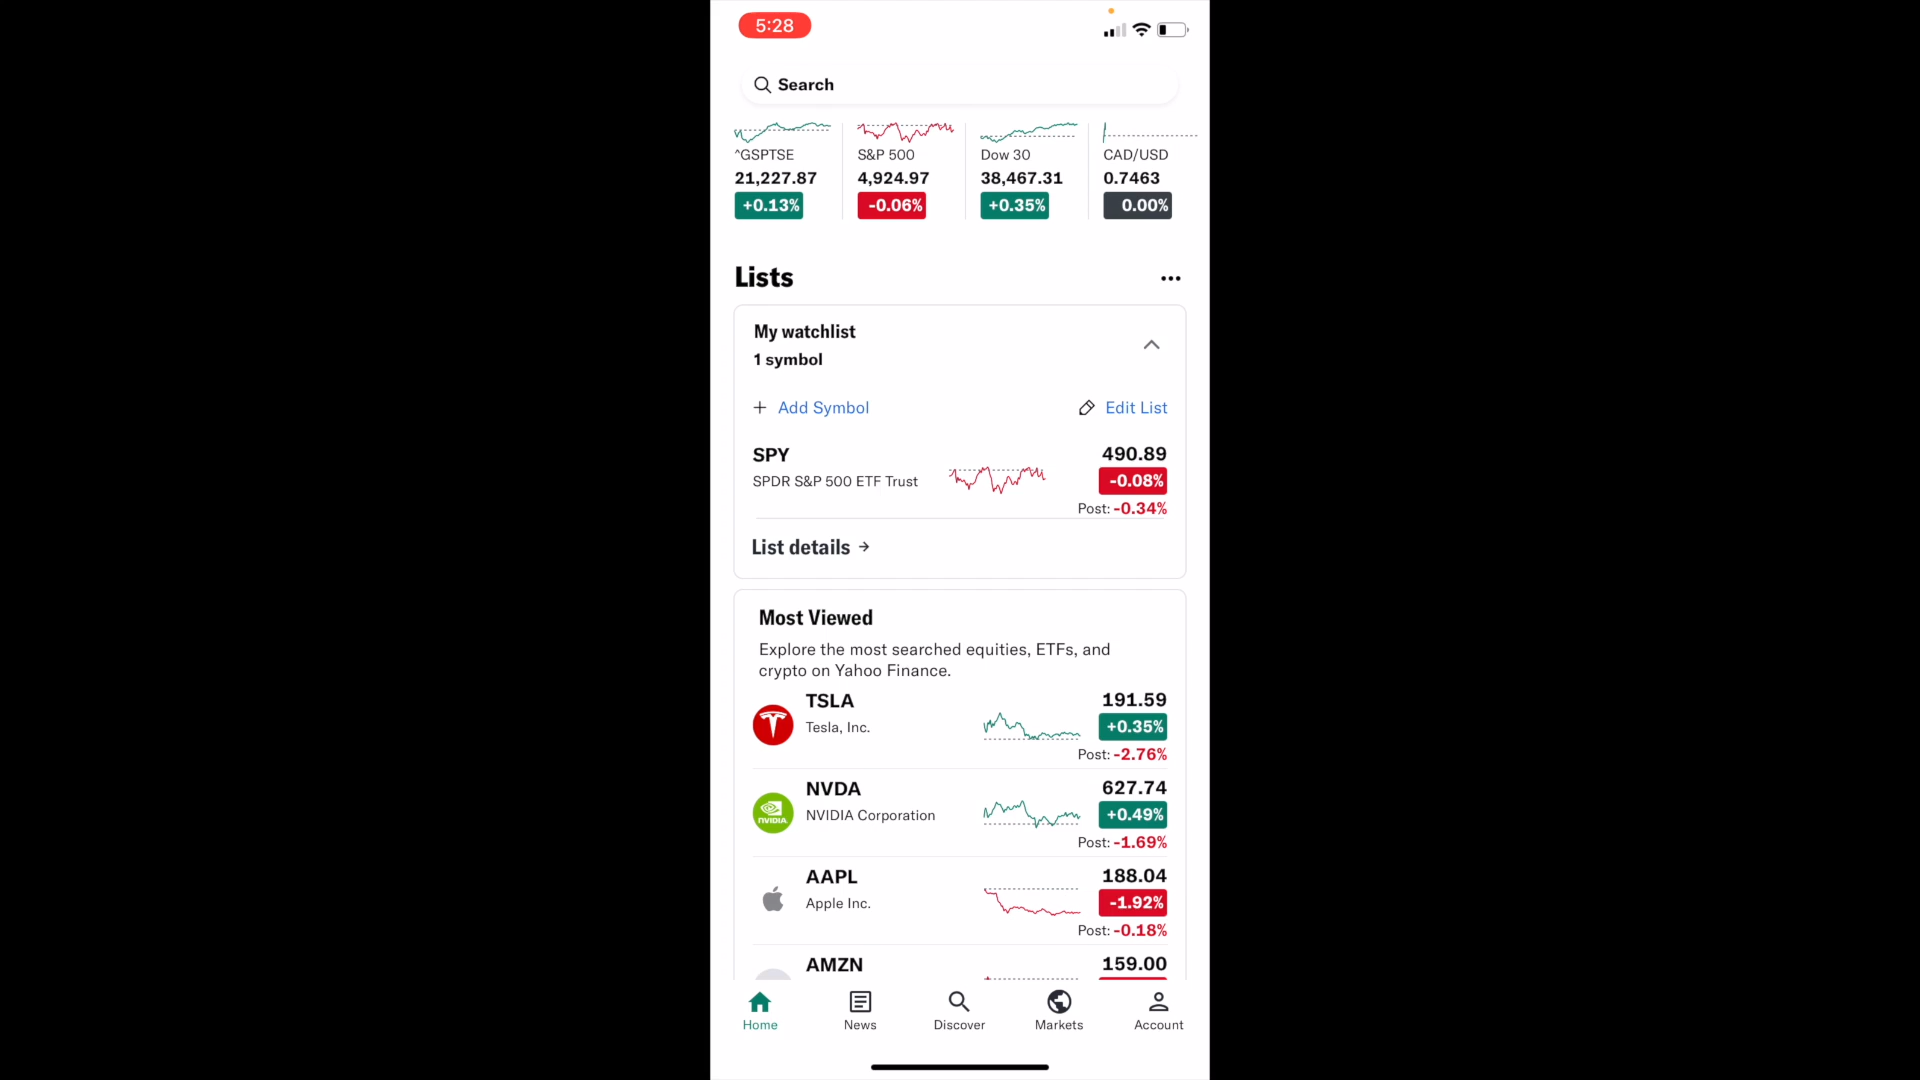 5:28
Search
^GSPTSE
21,227.87
+0.13%
S&P 500
4,924.97
-0.06%
Dow 30
38,467.31
+0.35%
CAD/USD
0.7463
0.00%
Lists
My watchlist
1 symbol
+ Add Symbol
Edit List
SPY
490.89
SPDR S&P 500 ETF Trust
-0.08%
Post: -0.34%
List details →
Most Viewed
Explore the most searched equities, ETFs, and
crypto on Yahoo Finance.
TSLA
191.59
Tesla, Inc.
+0.35%
Post: -2.76%
NVDA
627.74
NVIDIA
NVIDIA Corporation
+0.49%
Post: -1.69%
AAPL
188.04
Apple Inc.
-1.92%
Post: -0.18%
AMZN
159.00
Home
News
Discover
Markets
Account